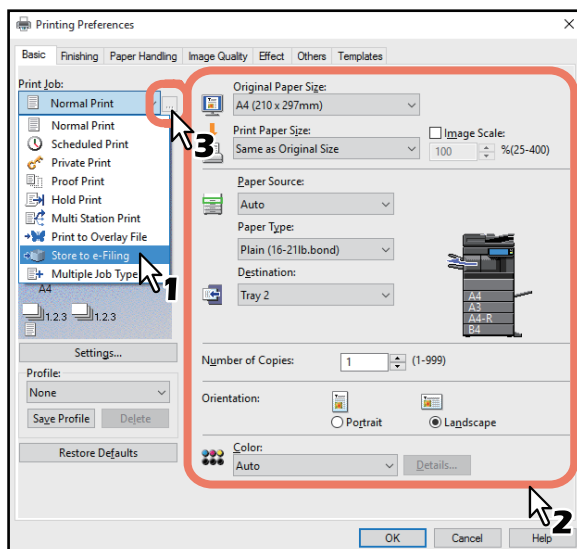 Printing Preferences
Basic Finishing Paper Handling Image Quality Effect Others Templates
Print Job:
Normal Print
...
3
Normal Print
Scheduled Print
Private Print
Proof Print
Hold Print
Multi Station Print
Print to Overlay File
Store to e-Filing
Multiple Job Type
1
A4
1.2.3 1.2.3
Settings...
Profile:
None
Save Profile Delete
Restore Defaults
Original Paper Size:
A4 (210 x 297mm)
Print Paper Size:
Same as Original Size
Image Scale:
100 %(25-400)
Paper Source:
Auto
Paper Type:
Plain (16-21lb.bond)
Destination:
Tray 2
A4
A3
A4-R
B4
Number of Copies: 1 (1-999)
Orientation:
Portrait Landscape
Color:
Auto Details...
2
OK Cancel Help